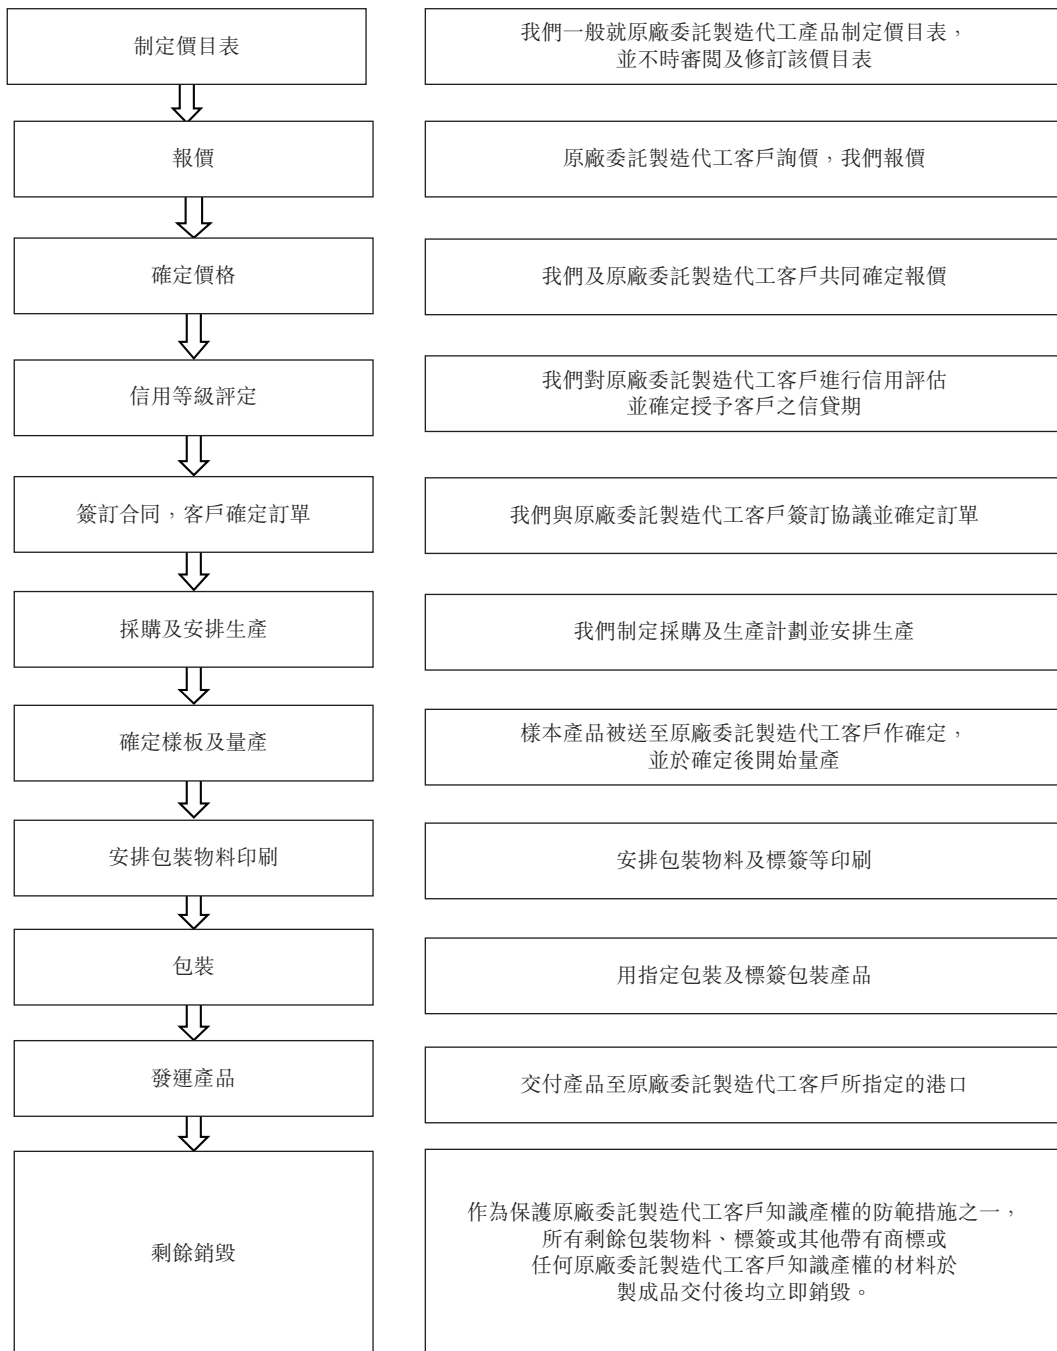 制定價目表
我們一般就原廠委託製造代工產品制定價目表，
並不時審閱及修訂該價目表
報價
原廠委託製造代工客戶詢價，我們報價
確定價格
我們及原廠委託製造代工客戶共同確定報價
信用等級評定
我們對原廠委託製造代工客戶進行信用評估
並確定授予客戶之信貸期
簽訂合同，客戶確定訂單
我們與原廠委託製造代工客戶簽訂協議並確定訂單
採購及安排生產
我們制定採購及生產計劃並安排生產
確定樣板及量產
樣本產品被送至原廠委託製造代工客戶作確定，
並於確定後開始量產
安排包裝物料印刷
安排包裝物料及標簽等印刷
包裝
用指定包裝及標簽包裝產品
發運產品
交付產品至原廠委託製造代工客戶所指定的港口
剩餘銷毀
作為保護原廠委託製造代工客戶知識產權的防範措施之一，
所有剩餘包裝物料、標簽或其他帶有商標或
任何原廠委託製造代工客戶知識產權的材料於
製成品交付後均立即銷毀。